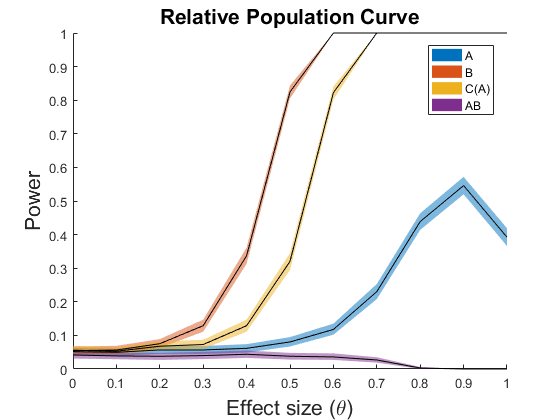 Relative Population Curve
1
0.9
0.8
0.7
0.6
0.5
0.4
0.3
0.2
0.1
0
Power
A
B
C(A)
AB
0 0.1 0.2 0.3 0.4 0.5 0.6 0.7 0.8 0.9 1
Effect size (θ)